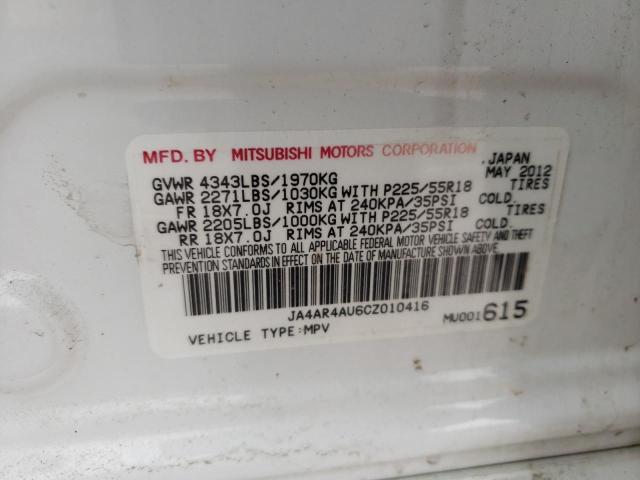 MFD. BY MITSUBISHI MOTORS CORPORATION , JAPAN
GVWR 4343LBS/1970KG MAY 2012
GAWR 2271LBS/1030KG WITH P225/55R18 TIRES
FR 18X7.0J RIMS AT 240KPA/35PSI COLD.
GAWR 2205LBS/1000KG WITH P225/55R18 TIRES
RR 18X7.0J RIMS AT 240KPA/35PSI COLD.
THIS VEHICLE CONFORMS TO ALL APPLICABLE FEDERAL MOTOR VEHICLE SAFETY AND THEFT
PREVENTION STANDARDS IN EFFECT ON THE DATE OF MANUFACTURE SHOWN ABOVE.
JA4AR4AU6CZ010416
VEHICLE TYPE:MPV MU001615